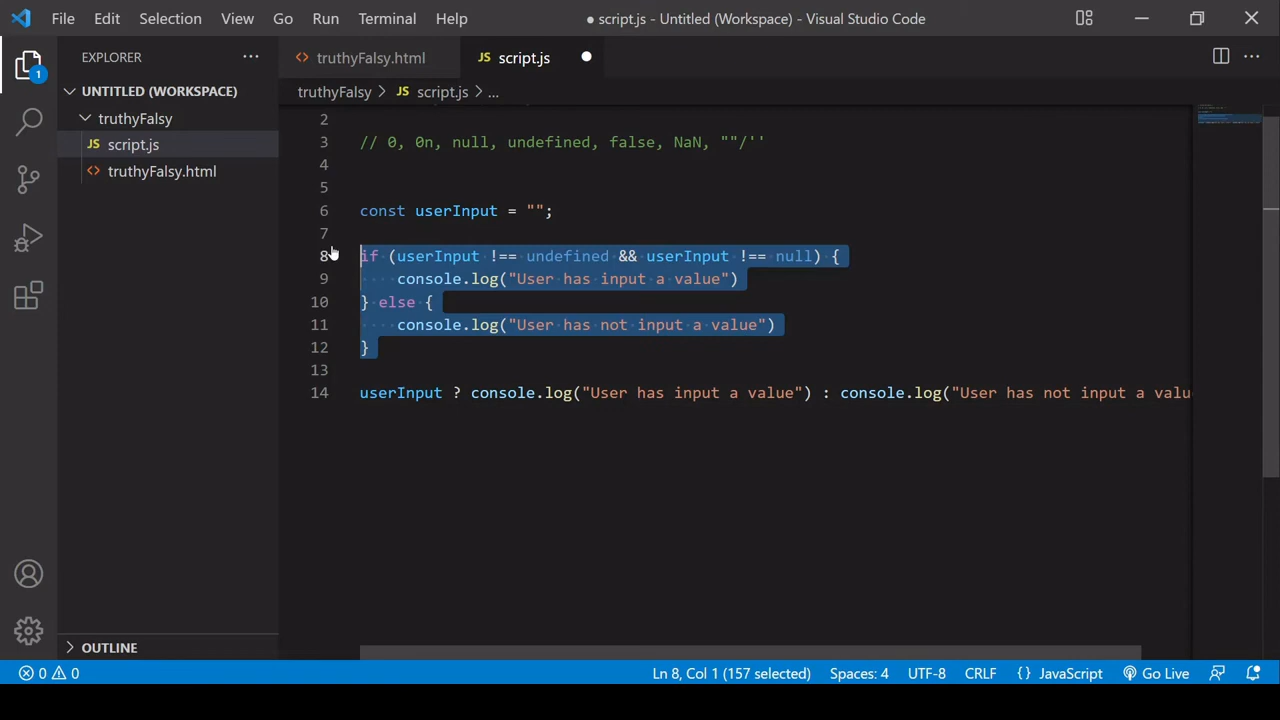 File Edit Selection View Go Run Terminal Help
● script.js - Untitled (Workspace) - Visual Studio Code
EXPLORER
truthyFalsy.html
JS script.js
UNTITLED (WORKSPACE)
truthyFalsy > JS script.js > ...
truthyFalsy
JS script.js
truthyFalsy.html
1
2
3 // 0, 0n, null, undefined, false, NaN, ""/''
4
5
6 const userInput = "";
7
8 if (userInput !== undefined && userInput !== null) {
9 console.log("User has input a value")
10 } else {
11 console.log("User has not input a value")
12 }
13
14 userInput ? console.log("User has input a value") : console.log("User has not input a valu
OUTLINE
0 0
Ln 8, Col 1 (157 selected) Spaces: 4 UTF-8 CRLF {} JavaScript Go Live